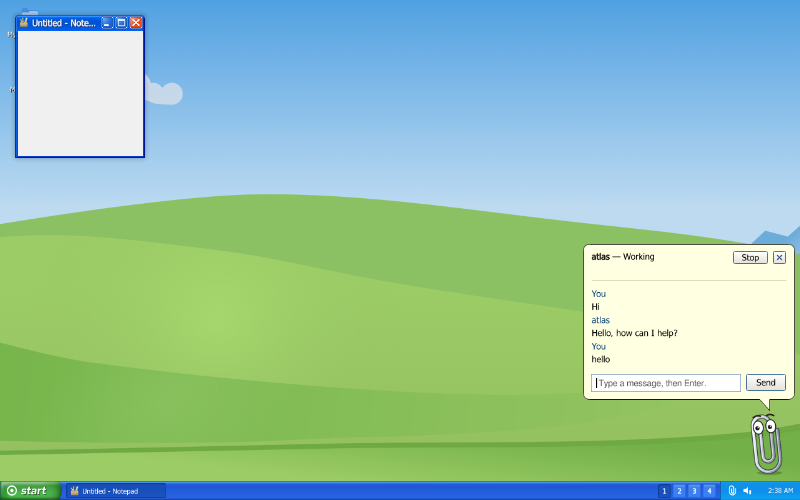 Untitled - Note...
atlas — Working
Stop
You
Hi
atlas
Hello, how can I help?
You
hello
Type a message, then Enter.
Send
start
Untitled - Notepad
1 2 3 4
2:38 AM